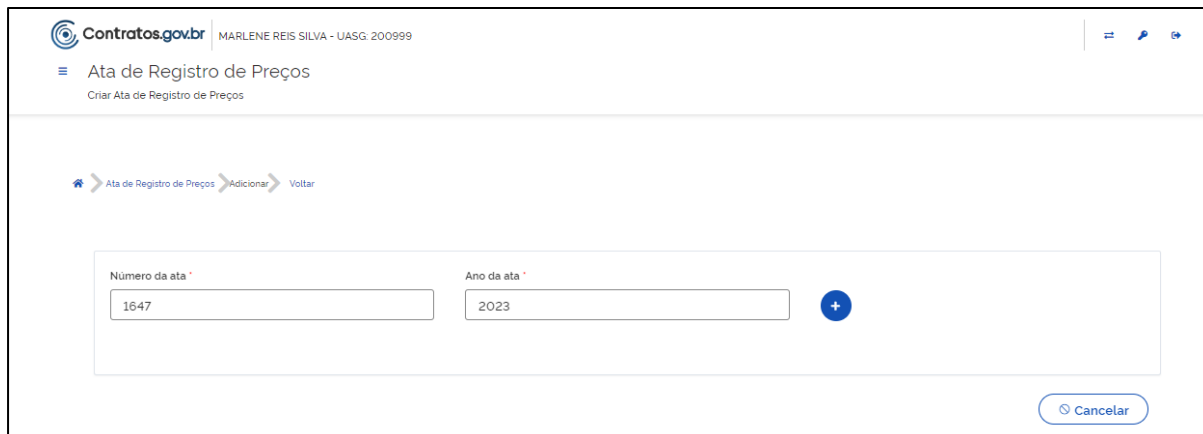 Contratos.gov.br MARLENE REIS SILVA - UASG: 200999
Ata de Registro de Preços
Criar Ata de Registro de Preços
Ata de Registro de Preços Adicionar Voltar
Número da ata * Ano da ata *
1647 2023
Cancelar